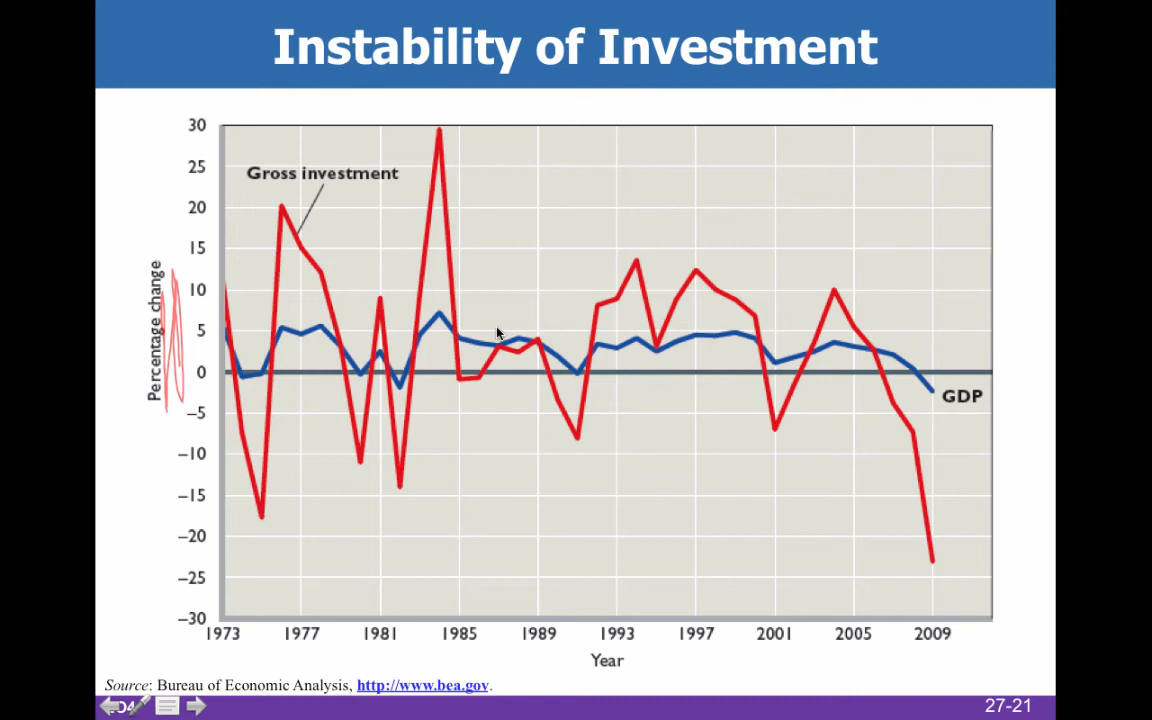 Instability of Investment
30
25
20
15
10
5
0
–5
–10
–15
–20
–25
–30
Percentage change
Gross investment
GDP
1973 1977 1981 1985 1989 1993 1997 2001 2005 2009
Year
Source: Bureau of Economic Analysis, http://www.bea.gov.
27-21